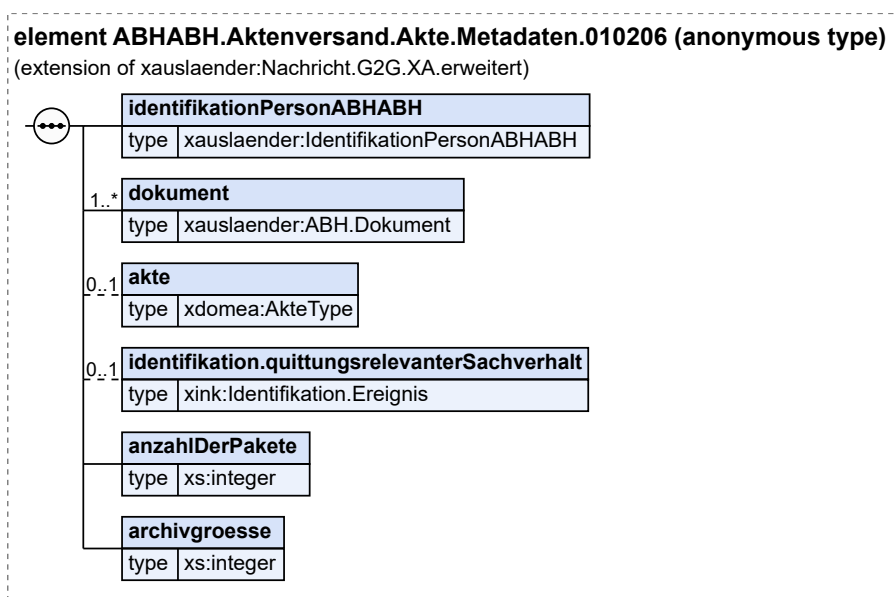 element ABHABH.Aktenversand.Akte.Metadaten.010206 (anonymous type)
(extension of xauslaender:Nachricht.G2G.XA.erweitert)
identifikationPersonABHABH
type xauslaender:IdentifikationPersonABHABH
1..* dokument
type xauslaender:ABH.Dokument
0..1 akte
type xdomea:AkteType
0..1 identifikation.quittungsrelevanterSachverhalt
type xink:Identifikation.Ereignis
anzahlDerPakete
type xs:integer
archivgroesse
type xs:integer